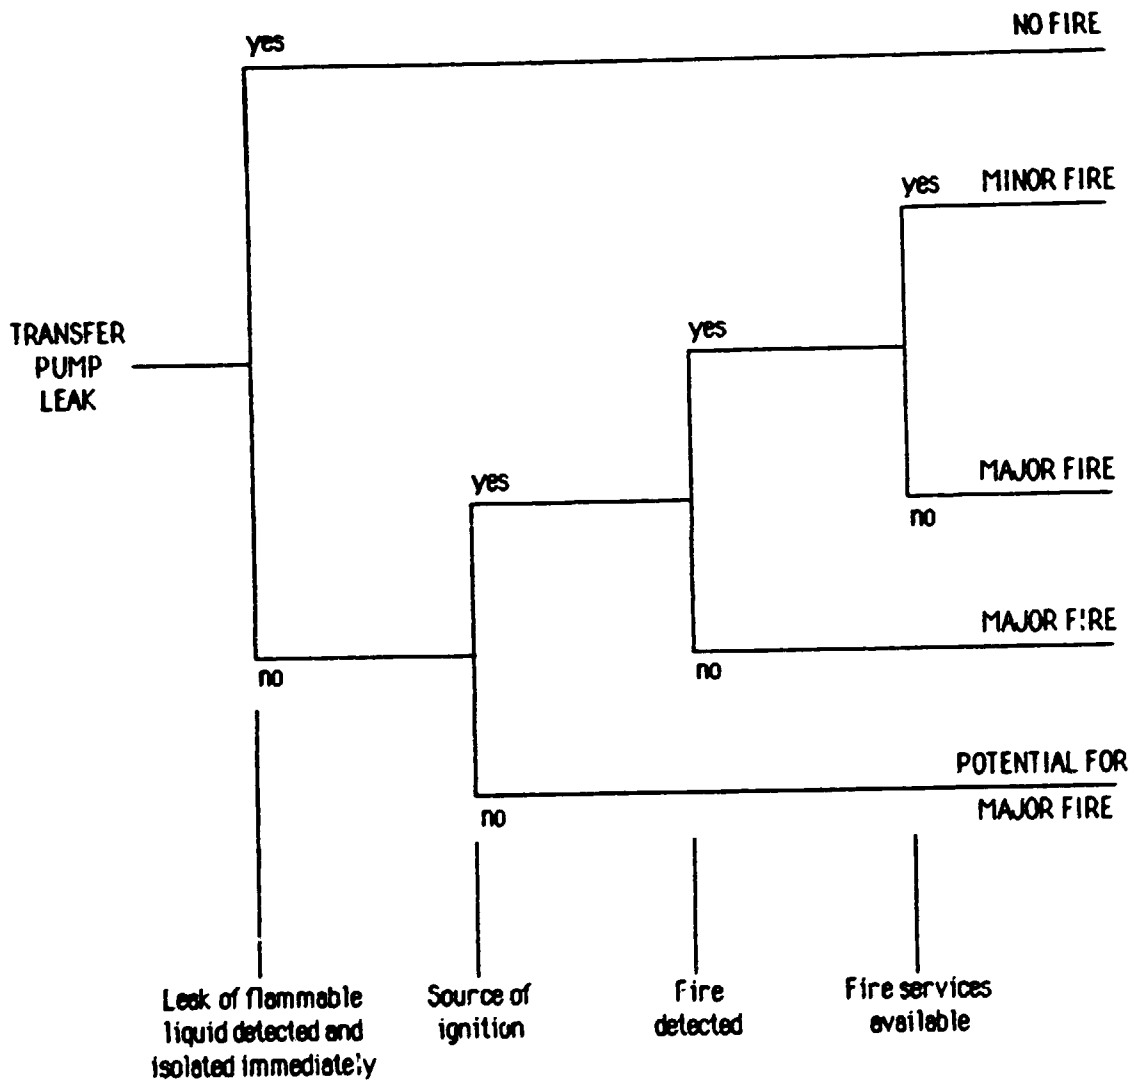 yes
NO FIRE
yes
MINOR FIRE
TRANSFER
PUMP
LEAK
yes
yes
MAJOR FIRE
no
MAJOR FIRE
no
no
POTENTIAL FOR
MAJOR FIRE
no
Leak of flammable
liquid detected and
isolated immediately
Source of
ignition
Fire
detected
Fire services
available